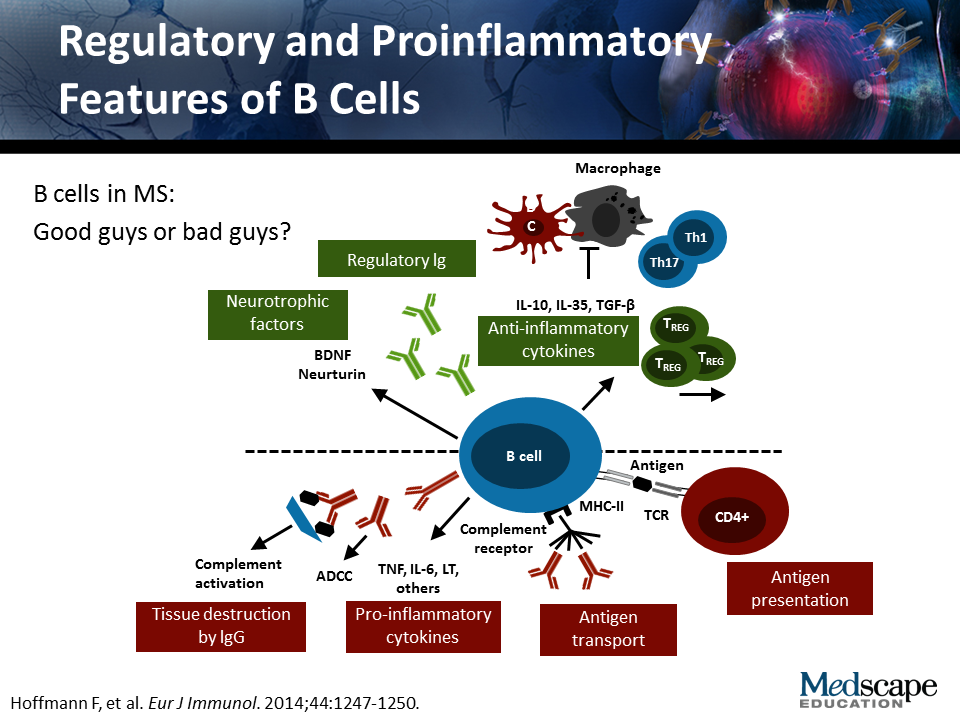 Regulatory and Proinflammatory
Features of B Cells
B cells in MS:
Good guys or bad guys?
Macrophage
C
Th1
Th17
Regulatory Ig
IL-10, IL-35, TGF-β
Neurotrophic
factors
Anti-inflammatory
cytokines
TREG
TREG
TREG
BDNF
Neurturin
B cell
Antigen
MHC-II
TCR
CD4+
Complement
receptor
Complement
activation
ADCC
TNF, IL-6, LT,
others
Antigen
presentation
Tissue destruction
by IgG
Pro-inflammatory
cytokines
Antigen
transport
Hoffmann F, et al. Eur J Immunol. 2014;44:1247-1250.
Medscape
EDUCATION